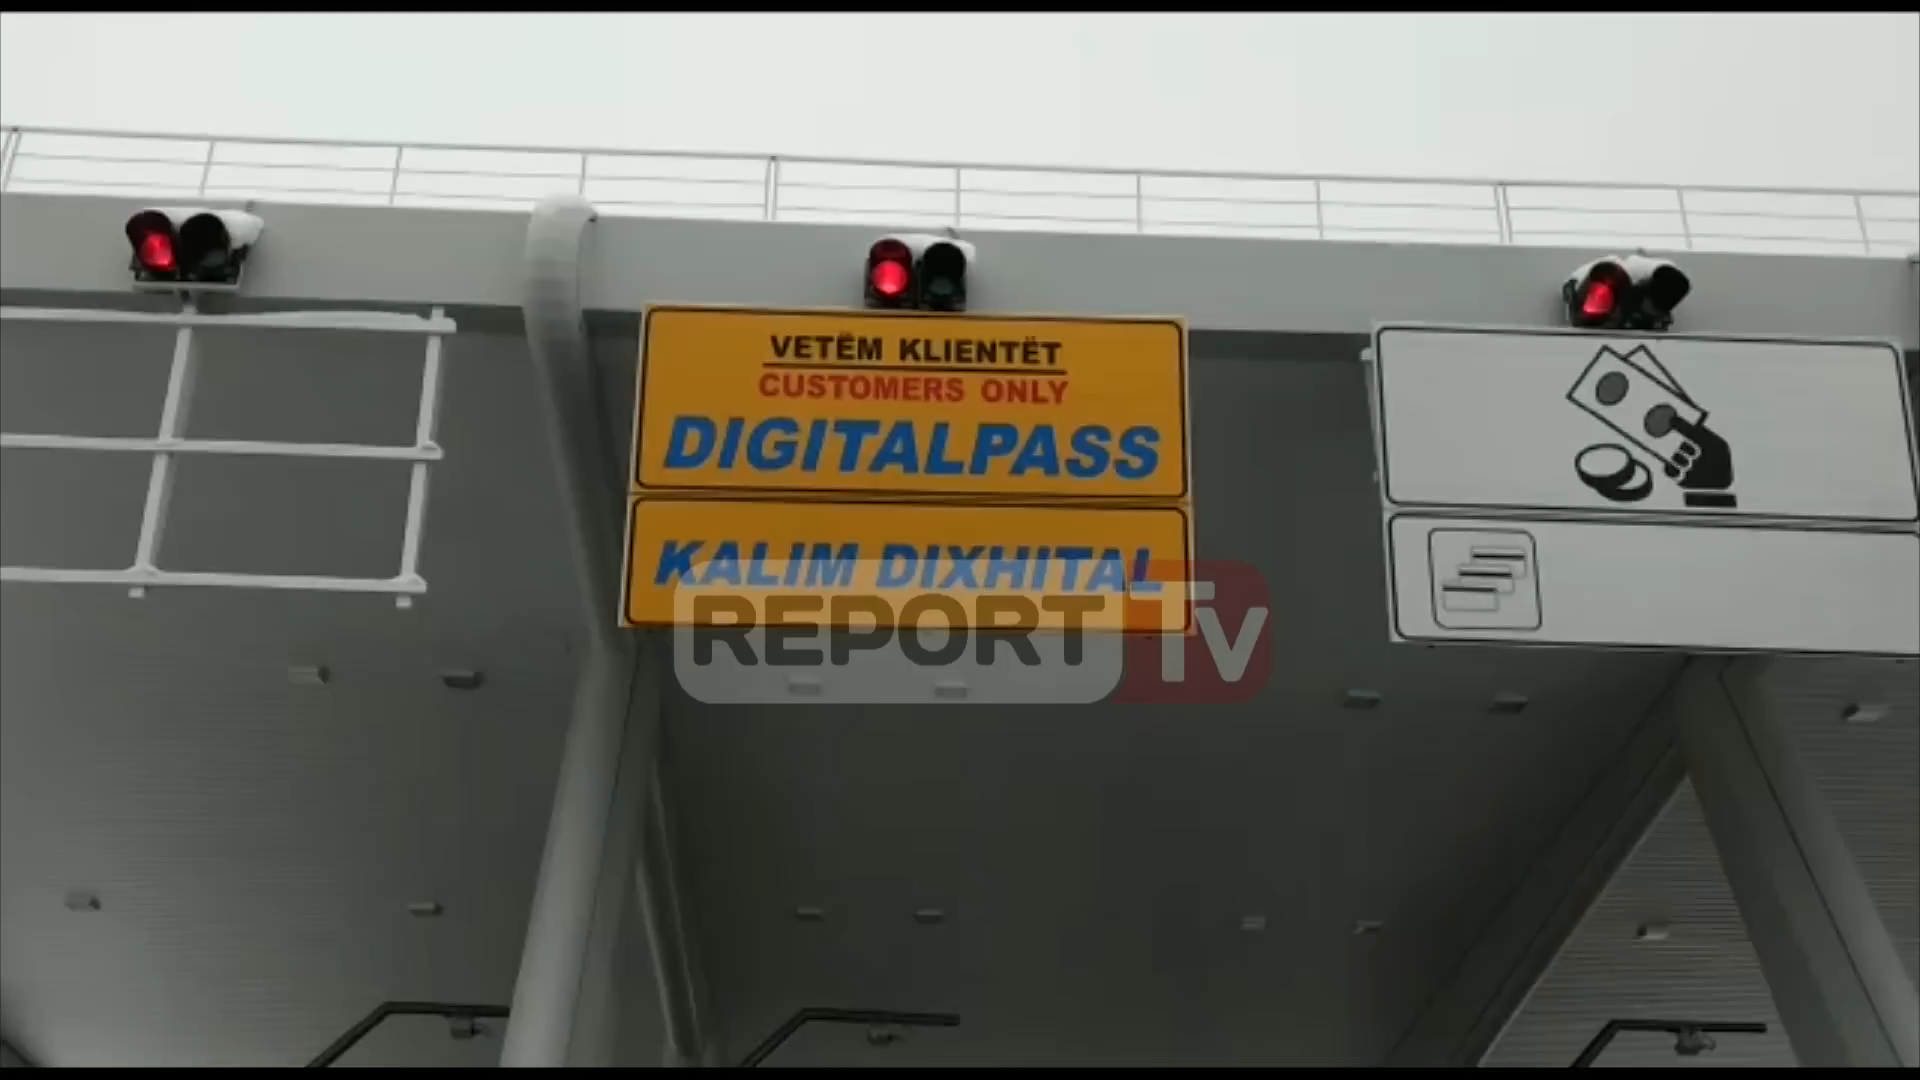 VETËM KLIENTËT
CUSTOMERS ONLY
DIGITALPASS
KALIM DIXHITAL
REPORT Tv